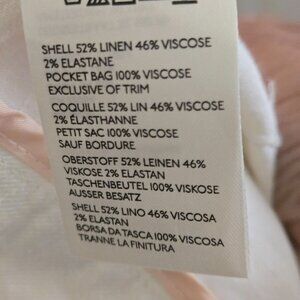 SHELL 52% LINEN 46% VISCOSE
2% ELASTANE
POCKET BAG 100% VISCOSE
EXCLUSIVE OF TRIM
COQUILLE 52% LIN 46% VISCOSE
2% ÉLASTHANNE
PETIT SAC 100% VISCOSE
SAUF BORDURE
OBERSTOFF 52% LEINEN 46%
VISKOSE 2% ELASTAN
TASCHENBEUTEL 100% VISKOSE
AUSSER BESATZ
SHELL 52% LINO 46% VISCOSA
2% ELASTAN
BORSA DA TASCA 100% VISCOSA
TRANNE LA FINITURA